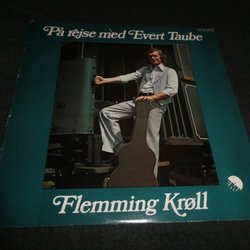 På rejse med Evert Taube
Flemming Krøll